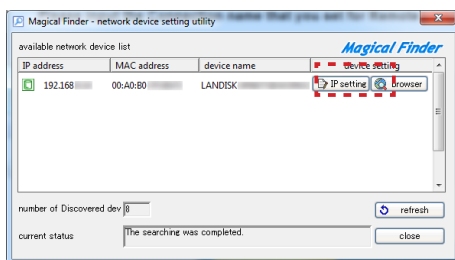 Magical Finder - network device setting utility
available network device list
Magical Finder
IP address MAC address device name device setting
192.168 00:A0:B0 LANDISK IP setting Browser
number of Discovered dev 8 refresh
current status The searching was completed. close